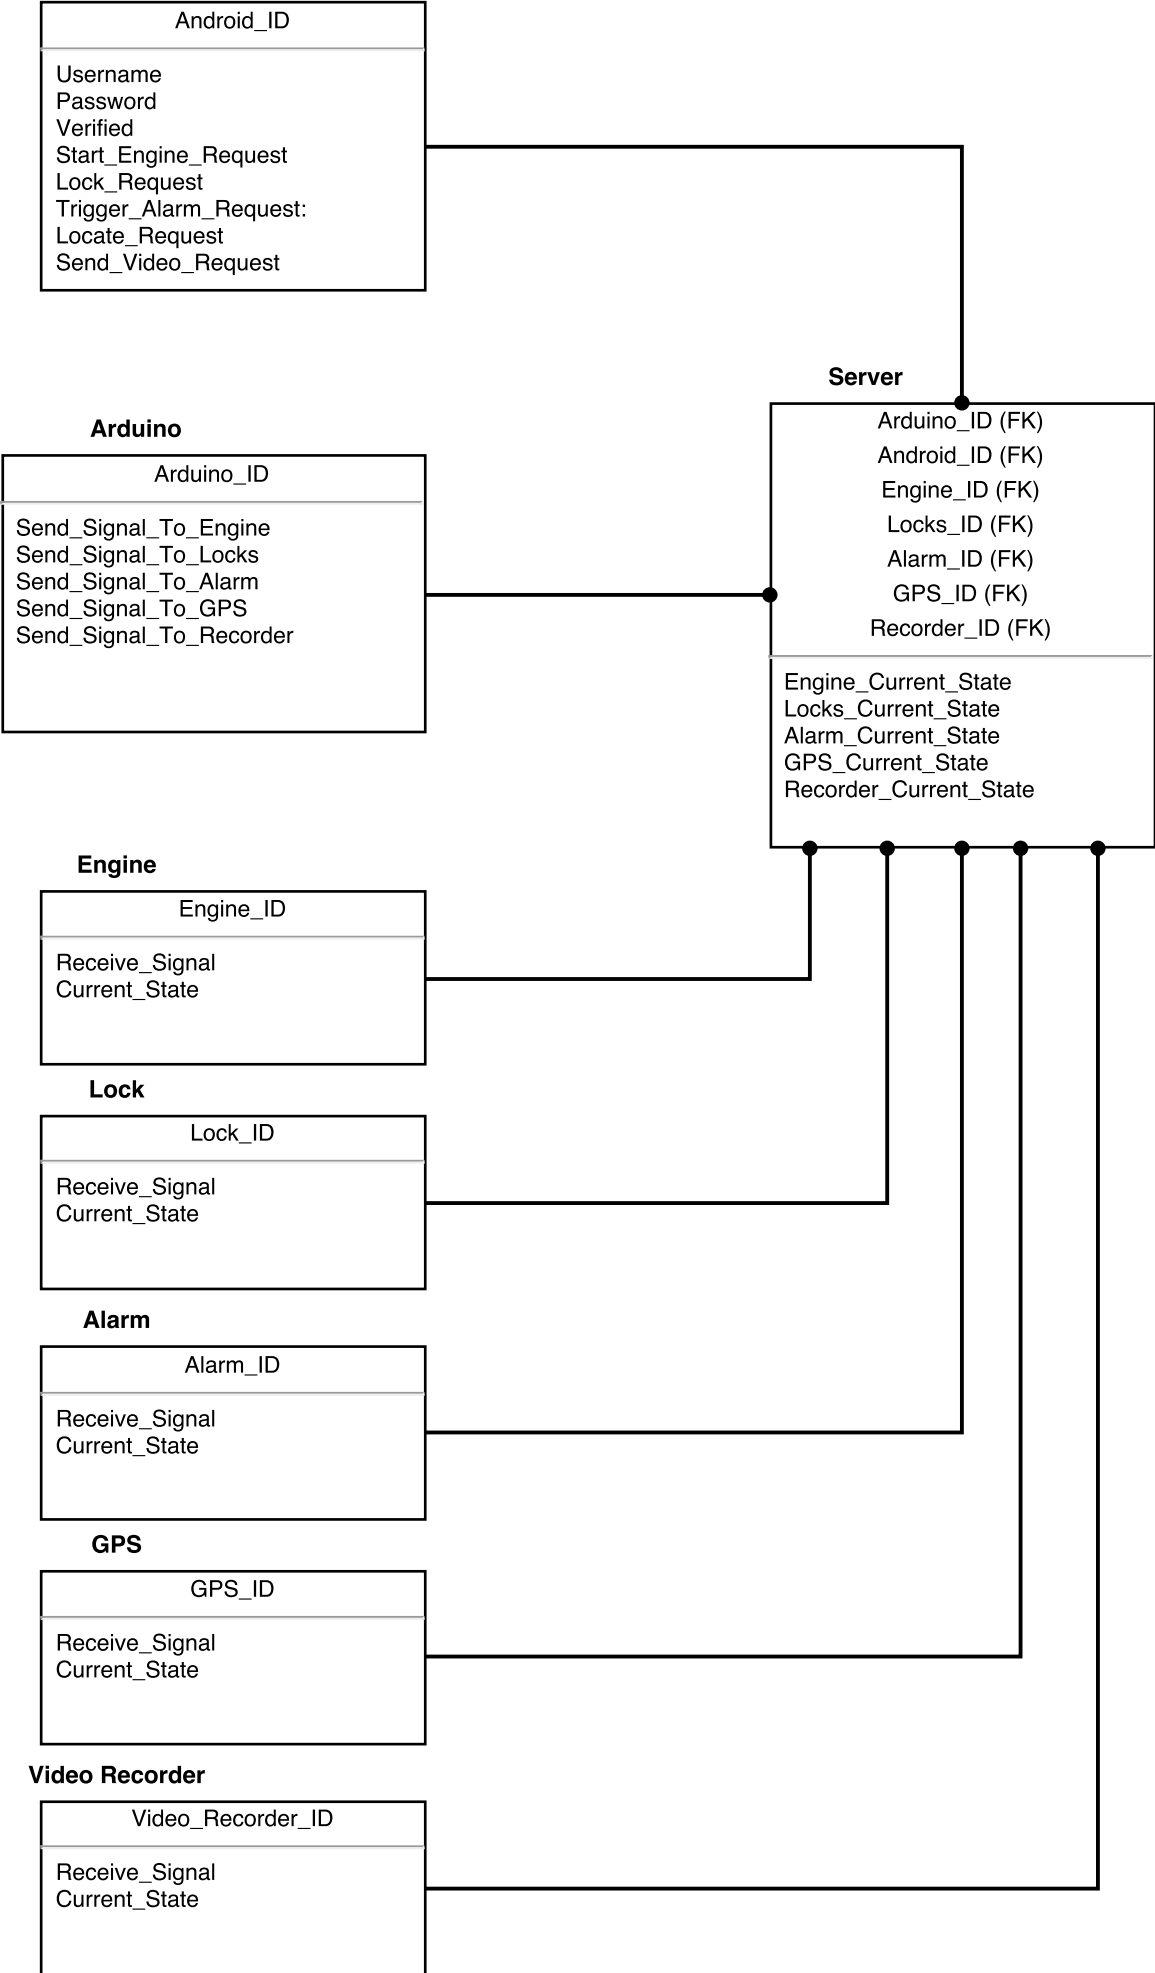 Android_ID
Username
Password
Verified
Start_Engine_Request
Lock_Request
Trigger_Alarm_Request:
Locate_Request
Send_Video_Request
Server
Arduino_ID (FK)
Android_ID (FK)
Engine_ID (FK)
Locks_ID (FK)
Alarm_ID (FK)
GPS_ID (FK)
Recorder_ID (FK)
Engine_Current_State
Locks_Current_State
Alarm_Current_State
GPS_Current_State
Recorder_Current_State
Arduino
Arduino_ID
Send_Signal_To_Engine
Send_Signal_To_Locks
Send_Signal_To_Alarm
Send_Signal_To_GPS
Send_Signal_To_Recorder
Engine
Engine_ID
Receive_Signal
Current_State
Lock
Lock_ID
Receive_Signal
Current_State
Alarm
Alarm_ID
Receive_Signal
Current_State
GPS
GPS_ID
Receive_Signal
Current_State
Video Recorder
Video_Recorder_ID
Receive_Signal
Current_State